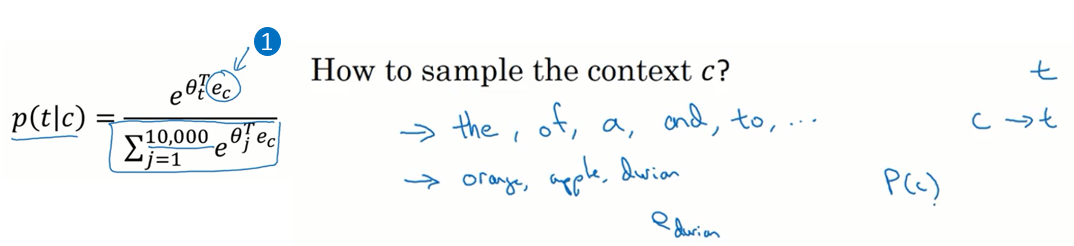 1
p(t|c) = e^{θ_t^T e_c} / ∑_{j=1}^{10,000} e^{θ_j^T e_c}
How to sample the context c?
t
→ the, of, a, and, to, ...
c → t
→ orange, apple, durian
P(c)
e_durian